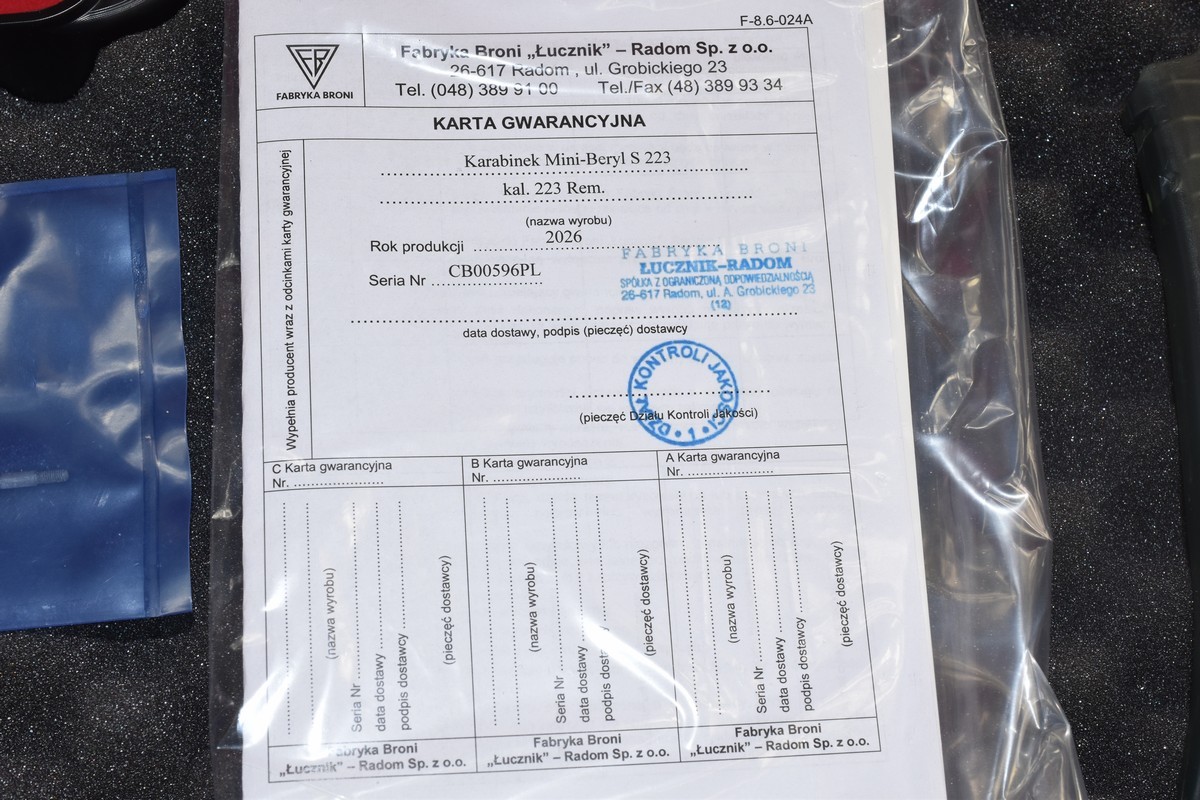 F-8.6-024A
FB
FABRYKA BRONI
Fabryka Broni „Łucznik” – Radom Sp. z o.o.
26-617 Radom , ul. Grobickiego 23
Tel. (048) 389 91 00 Tel./Fax (48) 389 93 34
KARTA GWARANCYJNA
Wypełnia producent wraz z odcinkami karty gwarancyjnej
Karabinek Mini-Beryl S 223
kal. 223 Rem.
(nazwa wyrobu)
Rok produkcji 2026
Seria Nr CB00596PL
FABRYKA BRONI
ŁUCZNIK–RADOM
SPÓŁKA Z OGRANICZONĄ ODPOWIEDZIALNOŚCIĄ
26-617 Radom, ul. A. Grobickiego 23
(12)
data dostawy, podpis (pieczęć) dostawcy
DZIAŁ KONTROLI JAKOŚCI • 1 •
(pieczęć Działu Kontroli Jakości)
C Karta gwarancyjna
Nr. ......................
(nazwa wyrobu)
Seria Nr
data dostawy
podpis dostawcy
(pieczęć dostawcy)
Fabryka Broni
„Łucznik” – Radom Sp. z o.o.
B Karta gwarancyjna
Nr. ......................
(nazwa wyrobu)
Seria Nr
data dostawy
podpis dostawcy
(pieczęć dostawcy)
Fabryka Broni
„Łucznik” – Radom Sp. z o.o.
A Karta gwarancyjna
Nr. ......................
(nazwa wyrobu)
Seria Nr
data dostawy
podpis dostawcy
(pieczęć dostawcy)
Fabryka Broni
„Łucznik” – Radom Sp. z o.o.